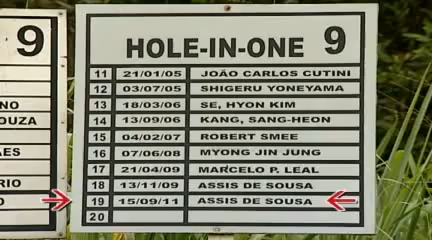 9
HOLE-IN-ONE 9
11 21/01/05 JOÃO CARLOS CUTINI
12 03/07/05 SHIGERU YONEYAMA
13 18/03/06 SE, HYON KIM
NO 14 13/09/06 KANG, SANG-HEON
OUZA 15 04/02/07 ROBERT SMEE
AES 16 07/06/08 MYONG JIN JUNG
17 21/04/09 MARCELO P. LEAL
RIO 18 13/11/09 ASSIS DE SOUSA
O 19 15/09/11 ASSIS DE SOUSA
20